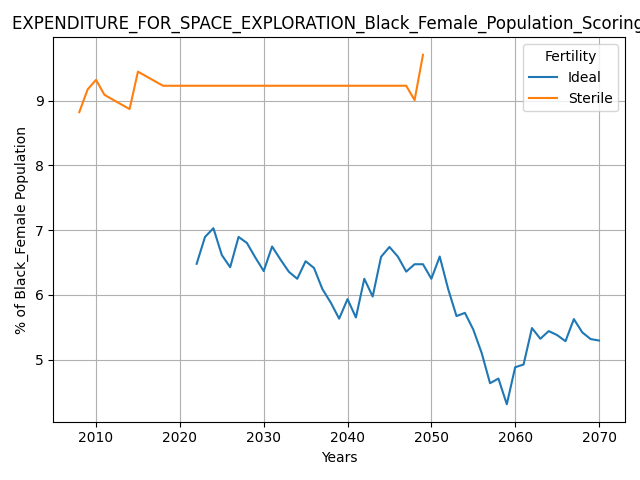 EXPENDITURE_FOR_SPACE_EXPLORATION_Black_Female_Population_Scoring
Fertility
Ideal
Sterile
9
8
7
6
5
% of Black_Female Population
2010 2020 2030 2040 2050 2060 2070
Years